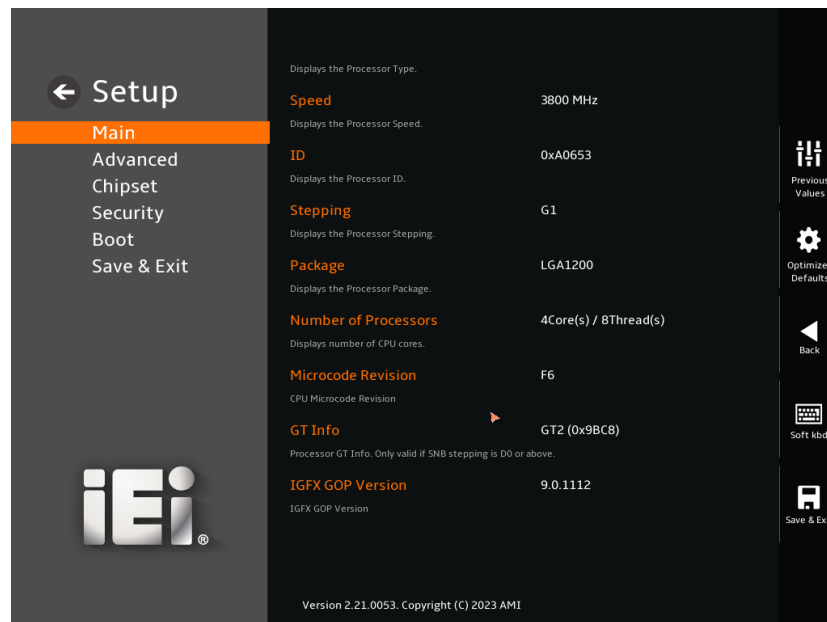 Setup
Main
Advanced
Chipset
Security
Boot
Save & Exit
iEi®
Displays the Processor Type.
Speed 3800 MHz
Displays the Processor Speed.
ID 0xA0653
Displays the Processor ID.
Stepping G1
Displays the Processor Stepping.
Package LGA1200
Displays the Processor Package.
Number of Processors 4Core(s) / 8Thread(s)
Displays number of CPU cores.
Microcode Revision F6
CPU Microcode Revision
GT Info GT2 (0x9BC8)
Processor GT Info. Only valid if SNB stepping is D0 or above.
IGFX GOP Version 9.0.1112
IGFX GOP Version
Version 2.21.0053. Copyright (C) 2023 AMI
Previous
Values
Optimize
Defaults
Back
Soft kbd
Save & Ex